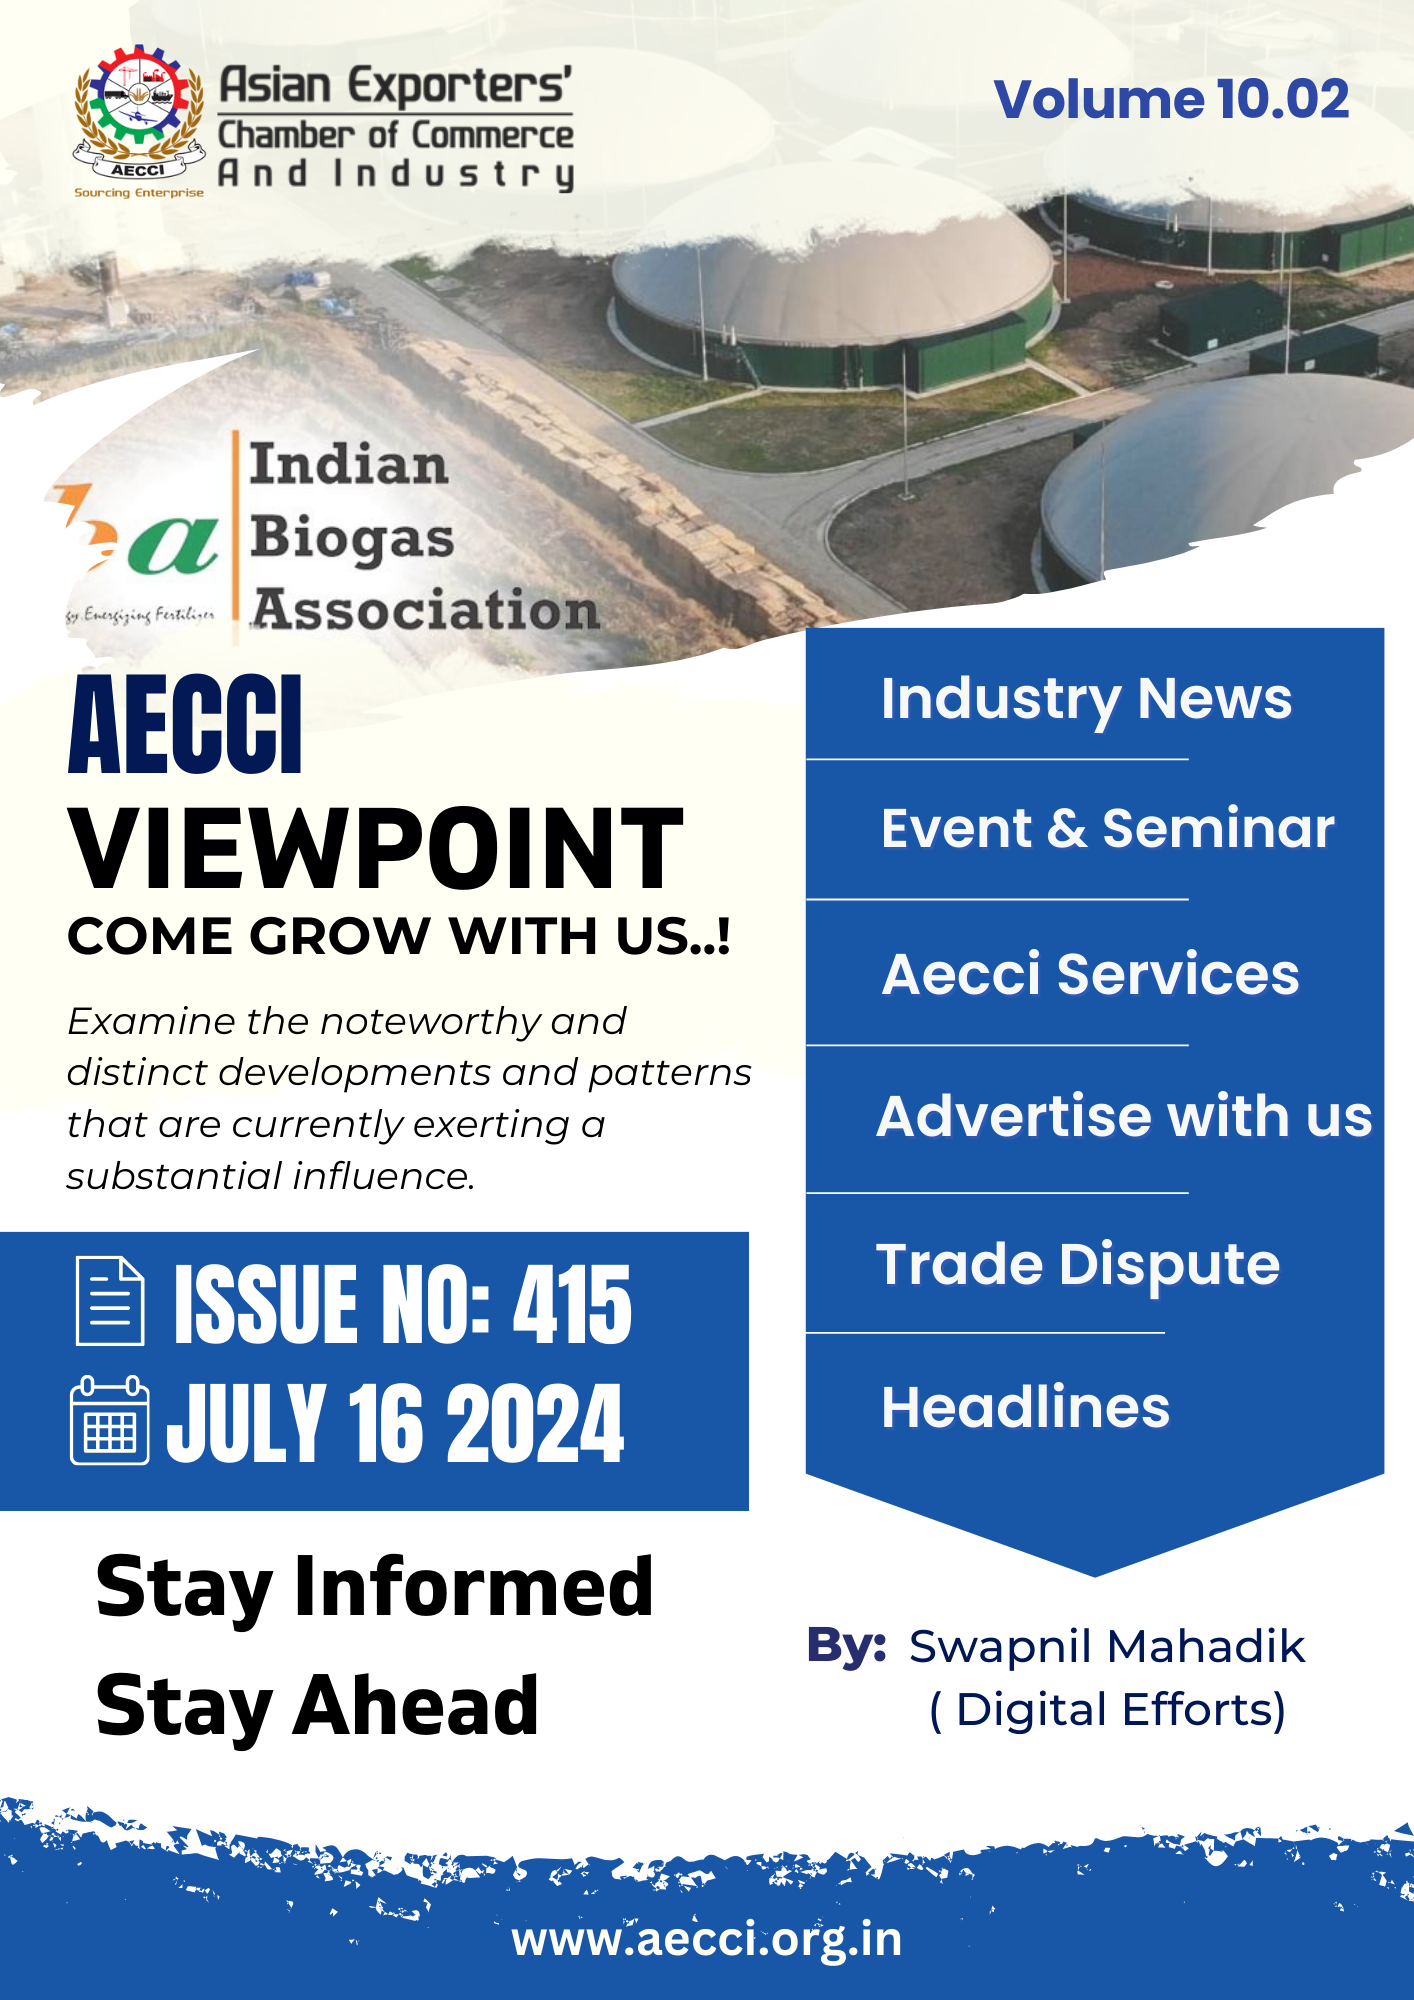 Asian Exporters'
Chamber of Commerce
And Industry
AECCI
Sourcing Enterprise
Volume 10.02
Indian
Biogas
Association
a
Energizing Fertilizer
AECCI
VIEWPOINT
COME GROW WITH US..!
Examine the noteworthy and
distinct developments and patterns
that are currently exerting a
substantial influence.
ISSUE NO: 415
JULY 16 2024
Stay Informed
Stay Ahead
Industry News
Event & Seminar
Aecci Services
Advertise with us
Trade Dispute
Headlines
By: Swapnil Mahadik
( Digital Efforts)
www.aecci.org.in